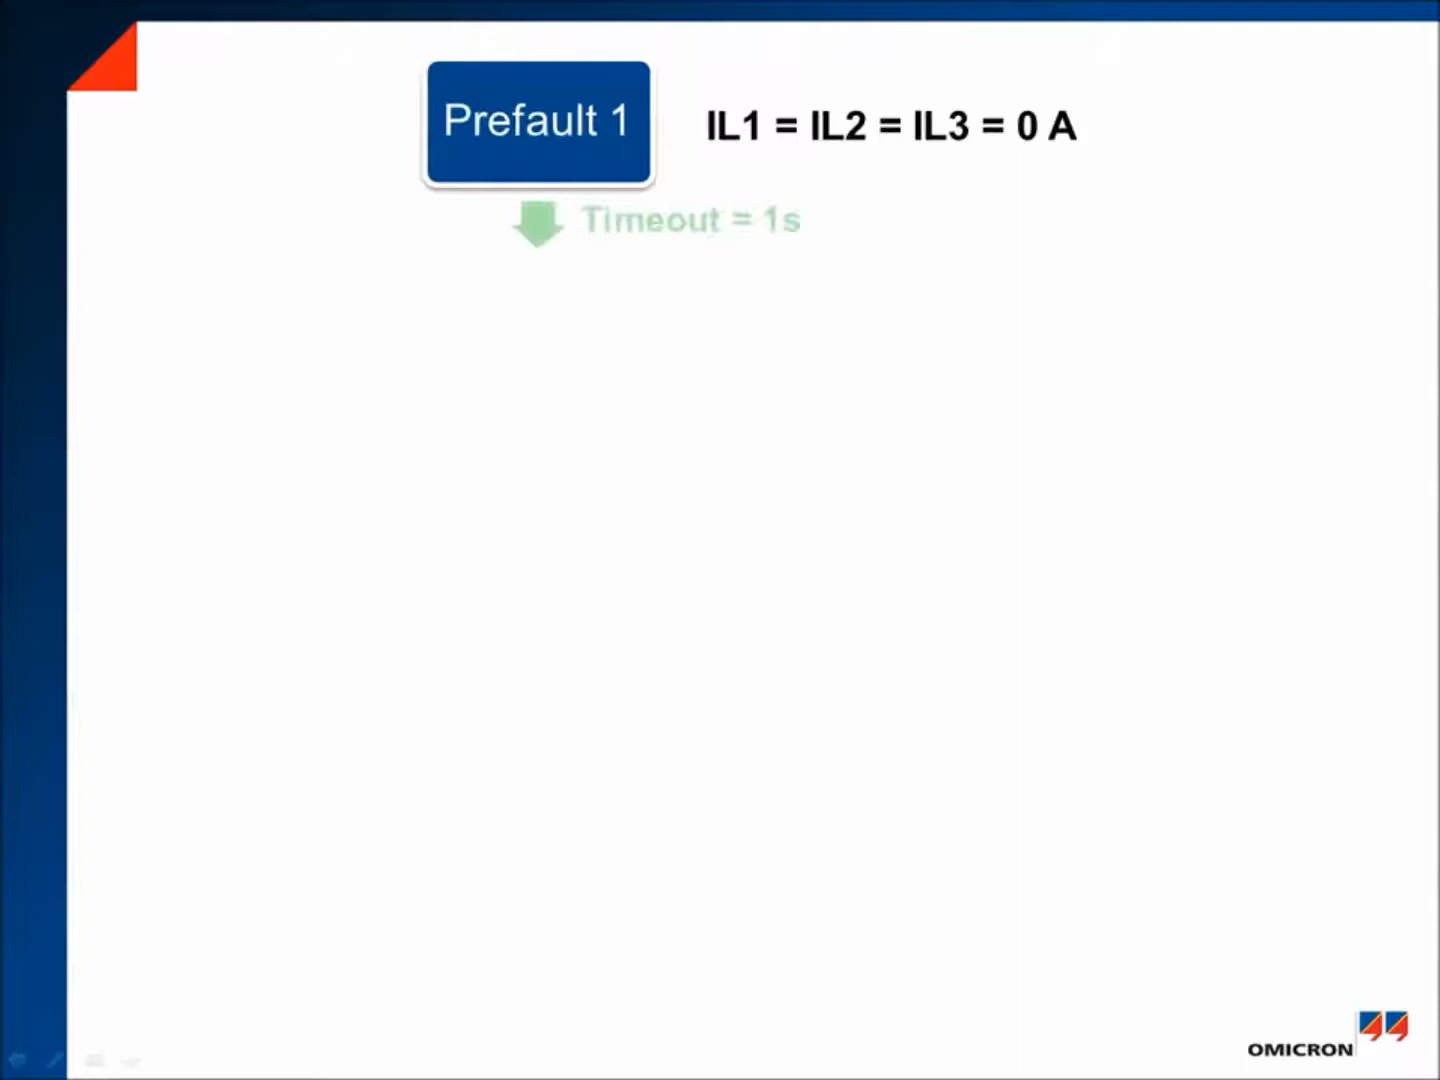 Prefault 1
IL1 = IL2 = IL3 = 0 A
Timeout = 1s
OMICRON